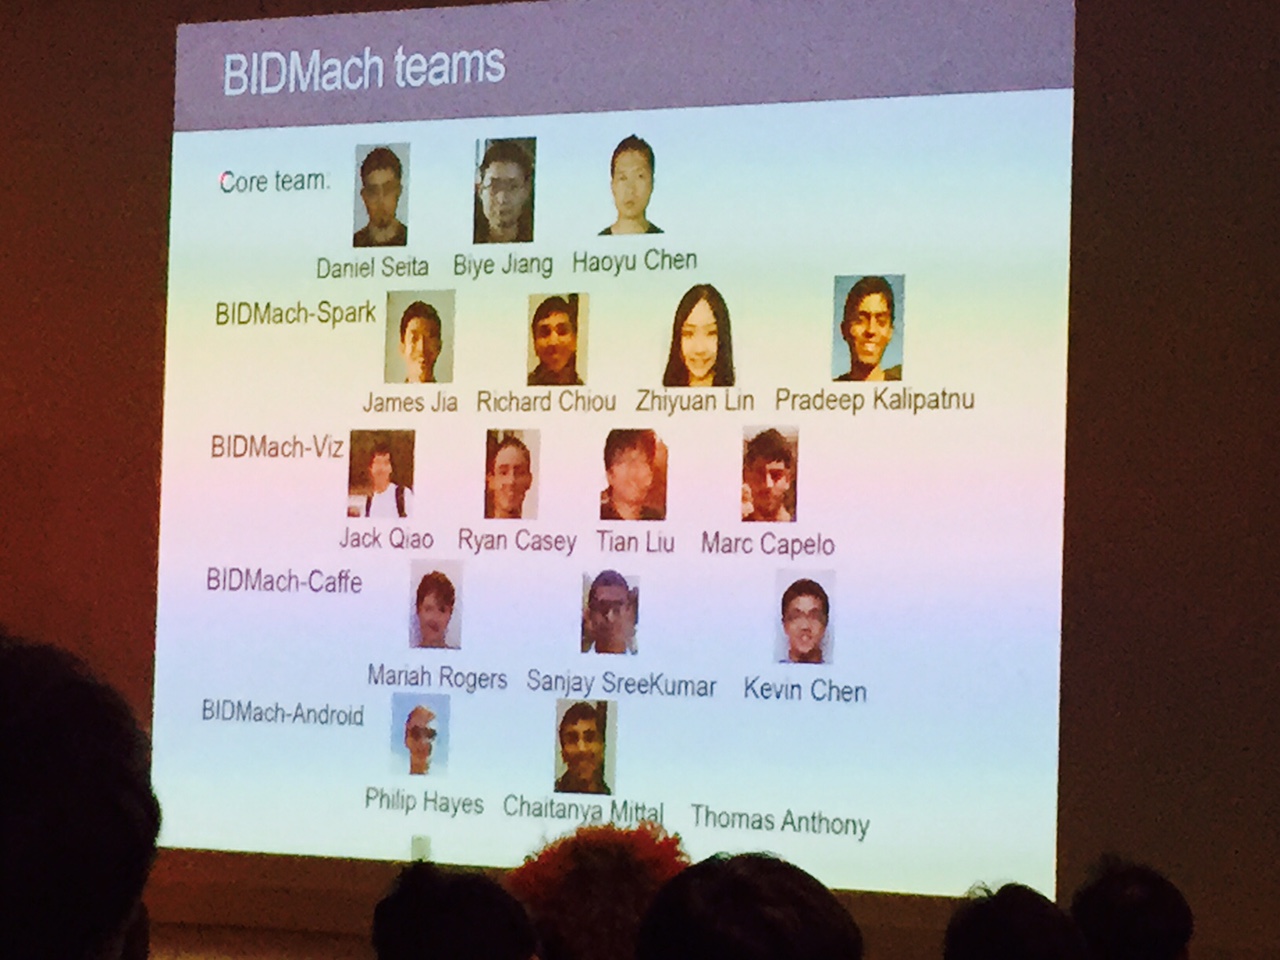 BIDMach teams
Core team:
Daniel Seita Biye Jiang Haoyu Chen
BIDMach-Spark
James Jia Richard Chiou Zhiyuan Lin Pradeep Kalipatnu
BIDMach-Viz
Jack Qiao Ryan Casey Tian Liu Marc Capelo
BIDMach-Caffe
Mariah Rogers Sanjay SreeKumar Kevin Chen
BIDMach-Android
Philip Hayes Chaitanya Mittal Thomas Anthony